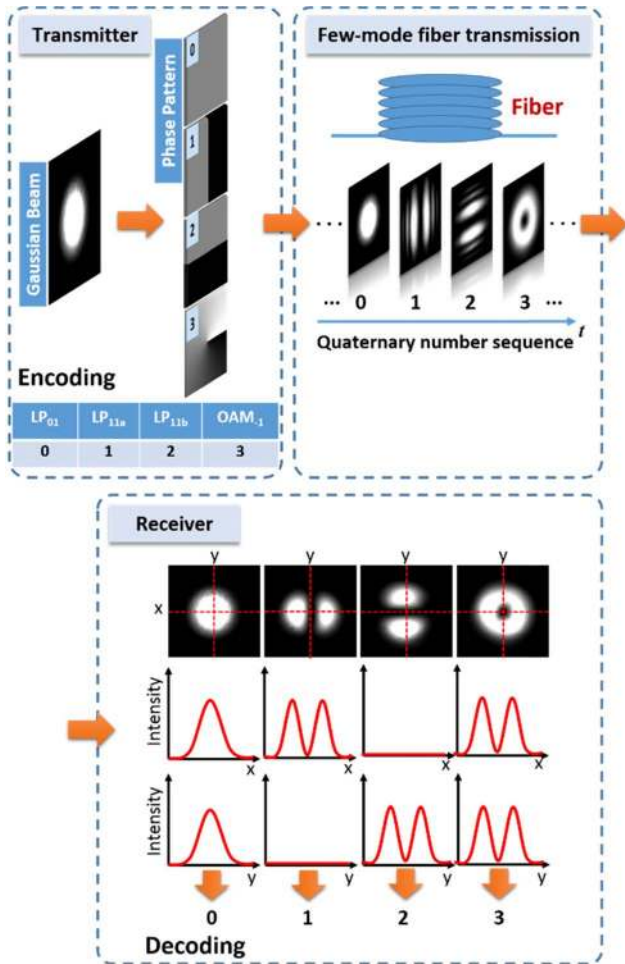 Transmitter
Phase Pattern
0
1
2
3
Gaussian Beam
Encoding
LP01 LP11a LP11b OAM-1
0 1 2 3
Few-mode fiber transmission
Fiber
... ...
... 0 1 2 3 ...
t
Quaternary number sequence
Receiver
y y y y
x
Intensity
x x x x
Intensity
y y y y
0 1 2 3
Decoding